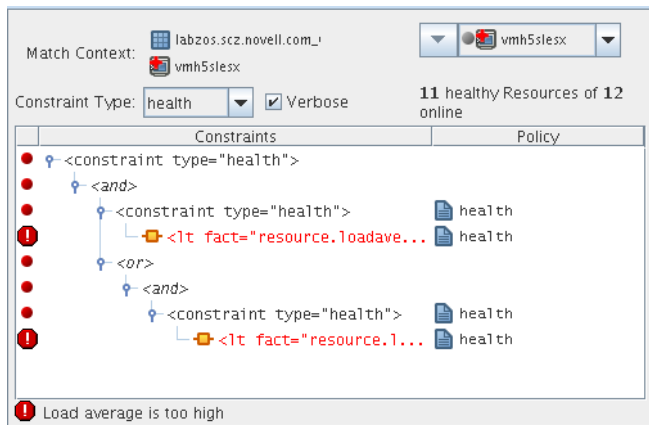 Match Context:
labzos.scz.novell.com_
vmh5slesx
vmh5slesx
Constraint Type: health Verbose
11 healthy Resources of 12
online
Constraints Policy
<constraint type="health">
<and>
<constraint type="health"> health
<lt fact="resource.loadave... health
<or>
<and>
<constraint type="health"> health
<lt fact="resource.l... health
Load average is too high